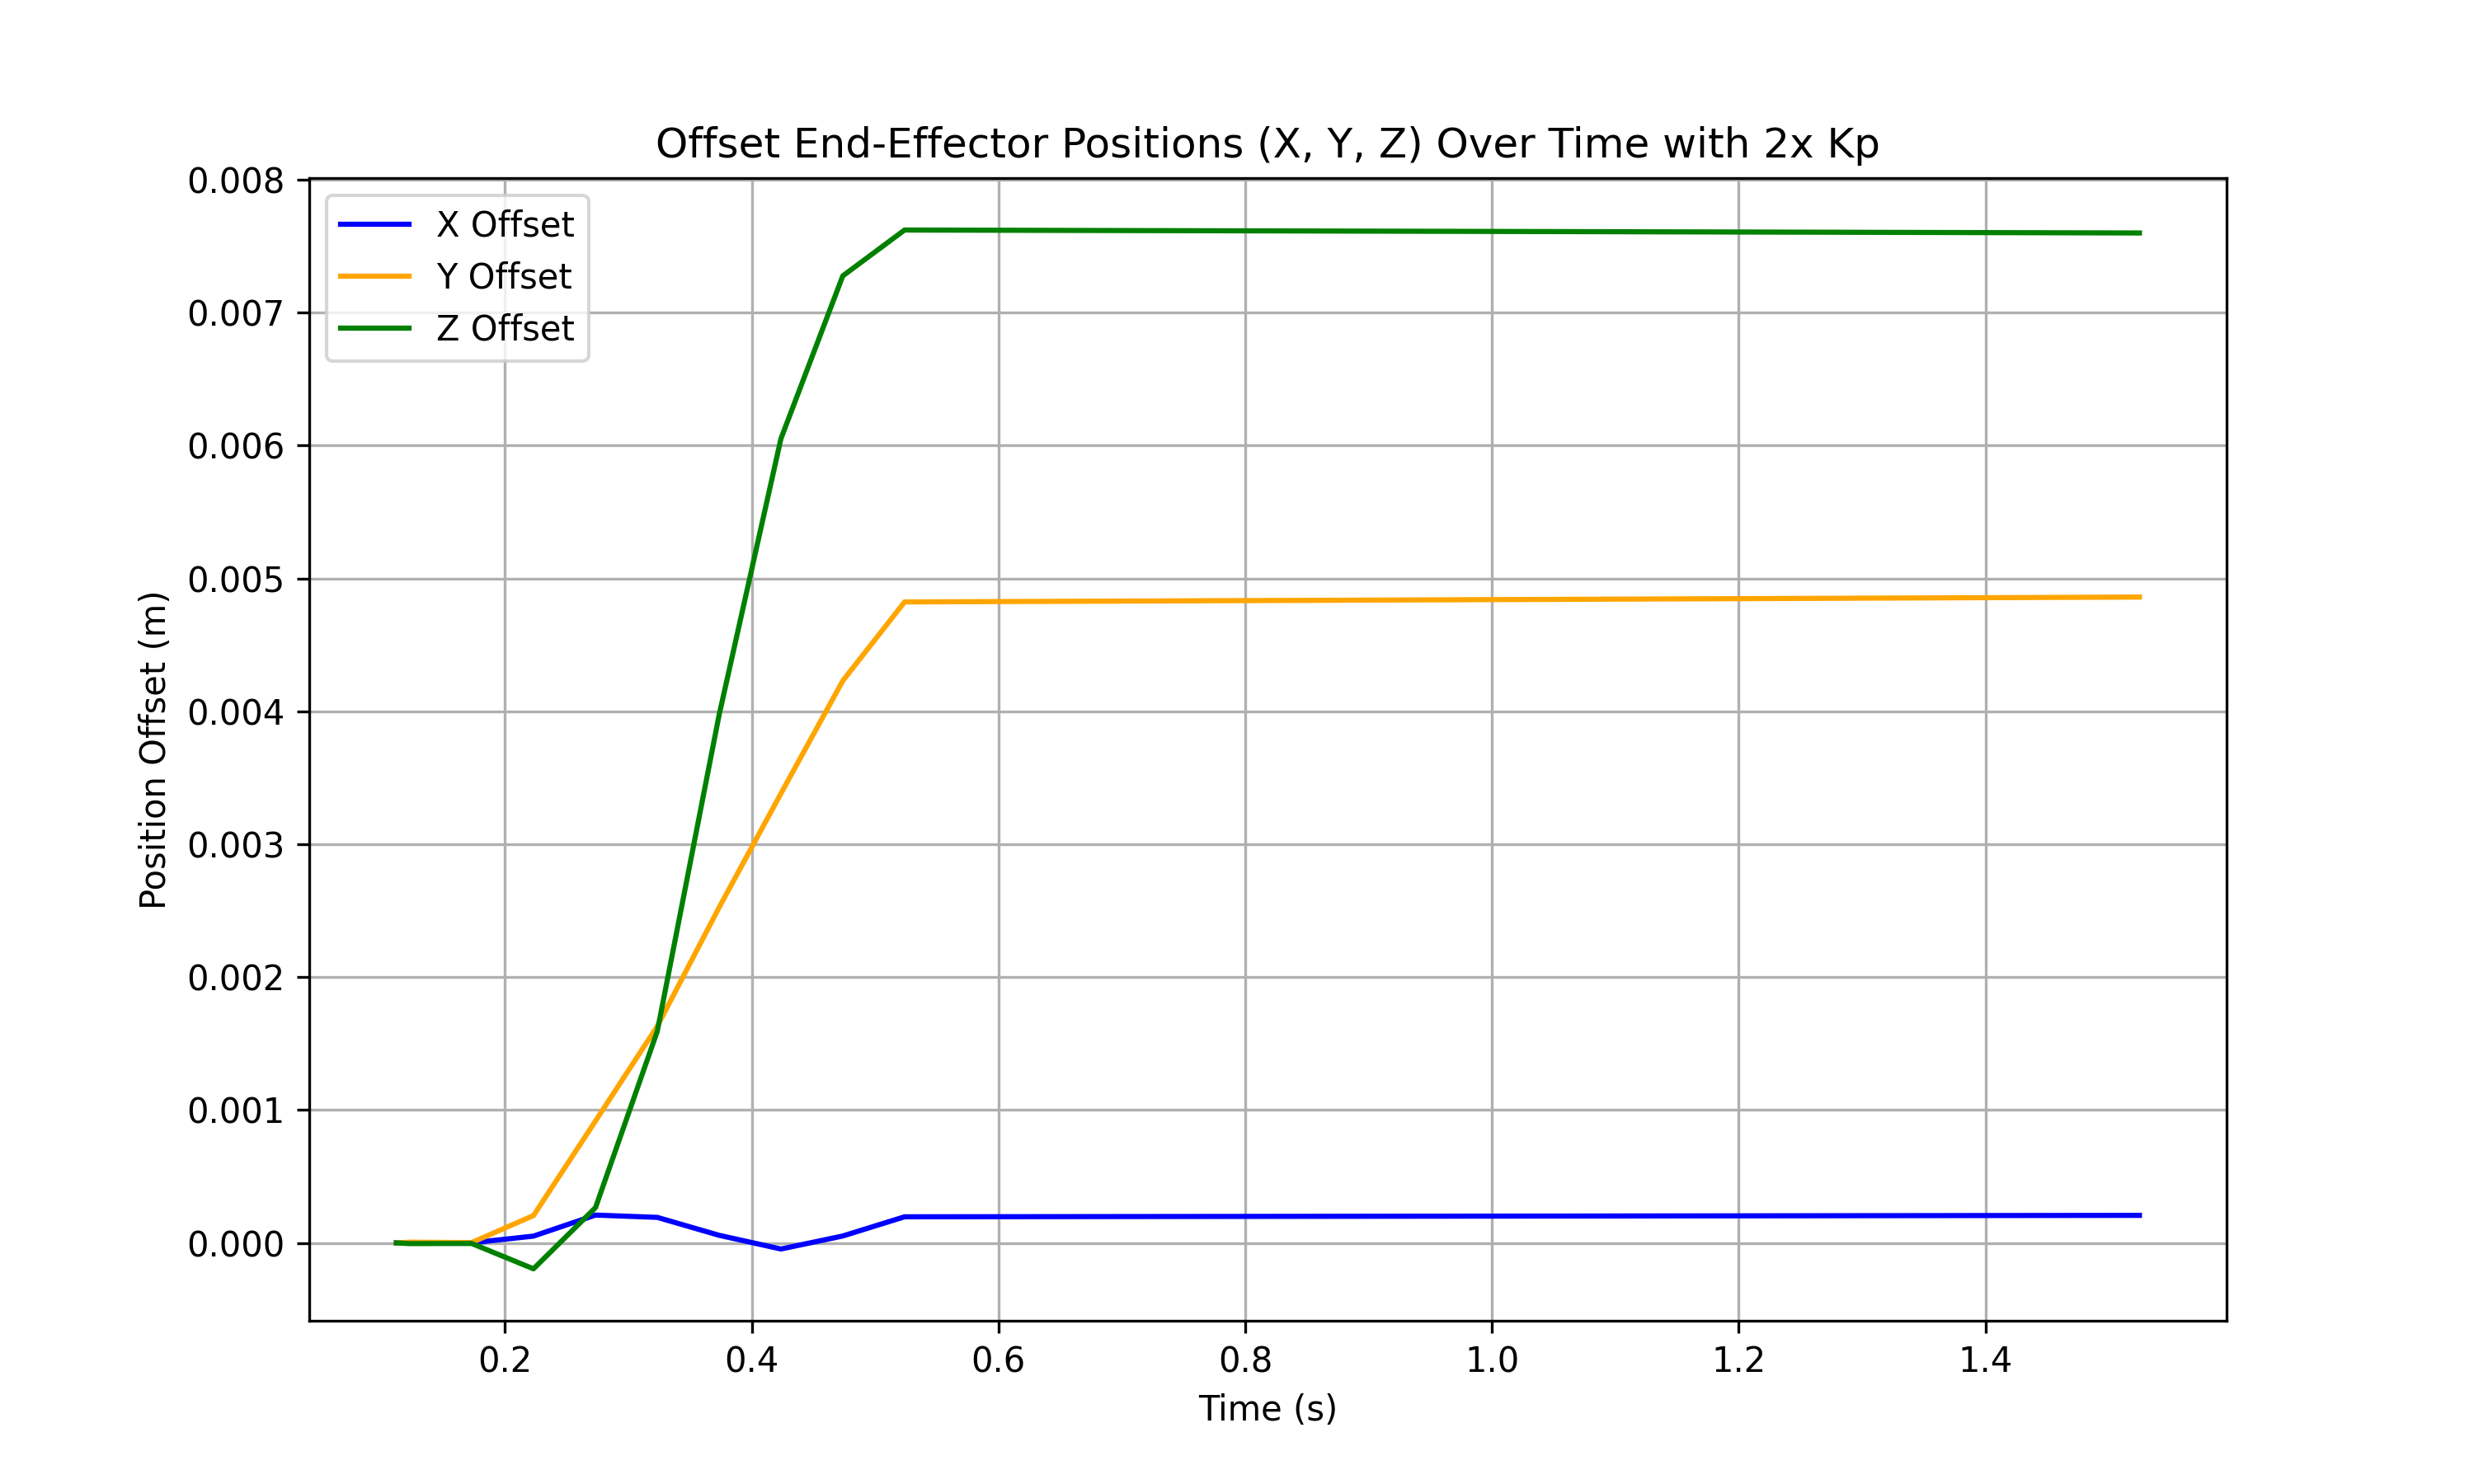 Offset End-Effector Positions (X, Y, Z) Over Time with 2x Kp
0.008
0.007
0.006
0.005
0.004
0.003
0.002
0.001
0.000
Position Offset (m)
X Offset
Y Offset
Z Offset
0.2 0.4 0.6 0.8 1.0 1.2 1.4
Time (s)